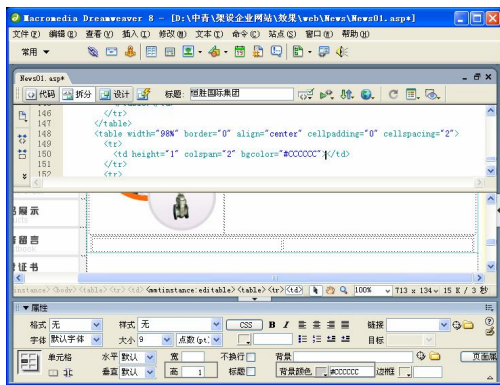 Macromedia Dreamweaver 8 - [D:\中青\架设企业网站\效果\web\News\News01.asp*]
文件(F) 编辑(E) 查看(V) 插入(I) 修改(M) 文本(T) 命令(C) 站点(S) 窗口(W) 帮助(H)
常用
News01.asp*
代码 拆分 设计 标题: 恒胜国际集团
146 </tr>
147 </table>
148 <table width="98%" border="0" align="center" cellpadding="0" cellspacing="2">
149 <tr>
150 <td height="1" colspan="2" bgcolor="#CCCCCC"></td>
151 </tr>
152 <tr>
展示
留言
证书
<body> <table> <tr> <td> <mmtinstance:editable> <table> <tr> <td> 100% 713 x 134 15 K / 3 秒
属性
格式 无 样式 无 CSS B I 链接
字体 默认字体 大小 9 点数(pt) 目标
单元格 水平 默认 宽 不换行 背景 页面属
垂直 默认 高 1 标题 背景颜色 #CCCCCC 边框